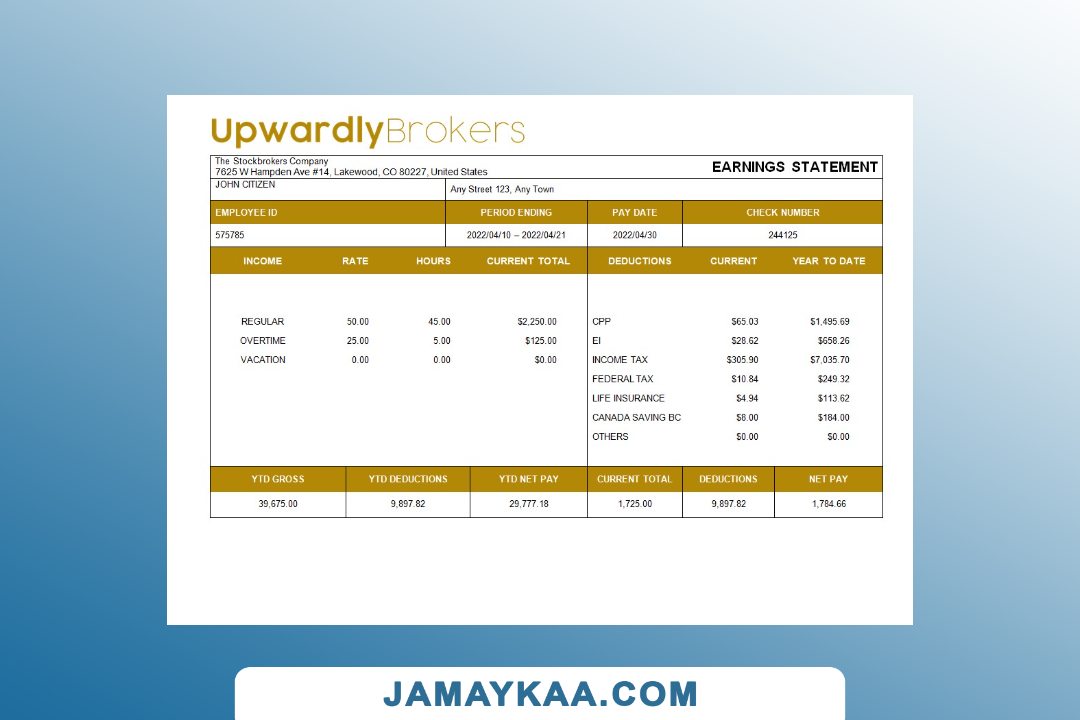 UpwardlyBrokers
The Stockbrokers Company
7625 W Hampden Ave #14, Lakewood, CO 80227, United States
EARNINGS STATEMENT
JOHN CITIZEN
Any Street 123, Any Town
EMPLOYEE ID PERIOD ENDING PAY DATE CHECK NUMBER
575785 2022/04/10 – 2022/04/21 2022/04/30 244125
INCOME RATE HOURS CURRENT TOTAL DEDUCTIONS CURRENT YEAR TO DATE
REGULAR 50.00 45.00 $2,250.00 CPP $65.03 $1,495.69
OVERTIME 25.00 5.00 $125.00 EI $28.62 $658.26
VACATION 0.00 0.00 $0.00 INCOME TAX $305.90 $7,035.70
FEDERAL TAX $10.84 $249.32
LIFE INSURANCE $4.94 $113.62
CANADA SAVING BC $8.00 $184.00
OTHERS $0.00 $0.00
YTD GROSS YTD DEDUCTIONS YTD NET PAY CURRENT TOTAL DEDUCTIONS NET PAY
39,675.00 9,897.82 29,777.18 1,725.00 9,897.82 1,784.66
JAMAYKAA.COM